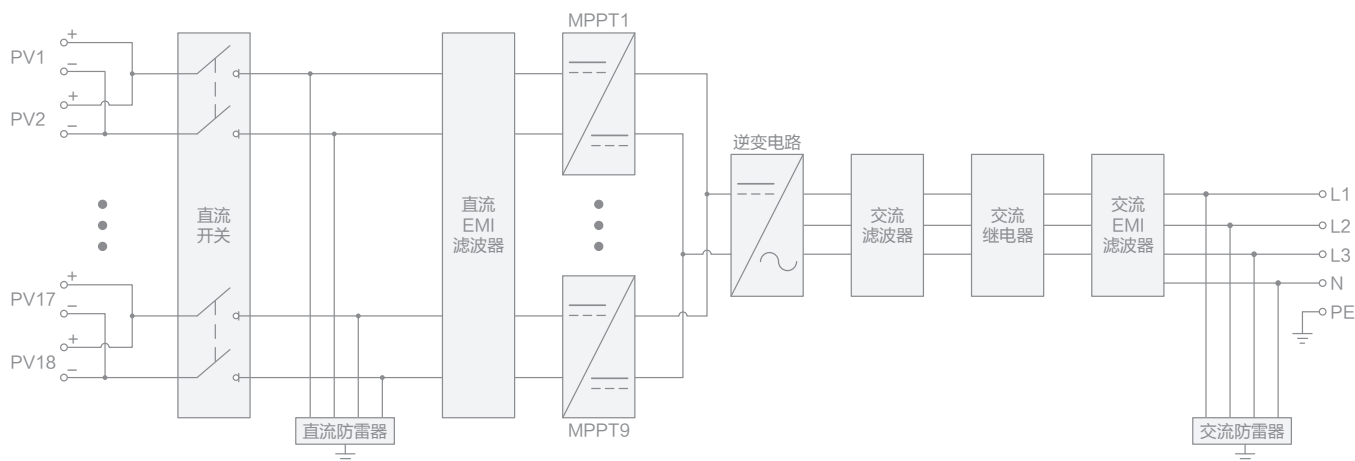 MPPT1
+
PV1
−
+
PV2
−
逆变电路
直流
开关
直流
EMI
滤波器
交流
滤波器
交流
继电器
交流
EMI
滤波器
L1
L2
L3
N
PE
+
PV17
−
+
PV18
−
直流防雷器
MPPT9
交流防雷器